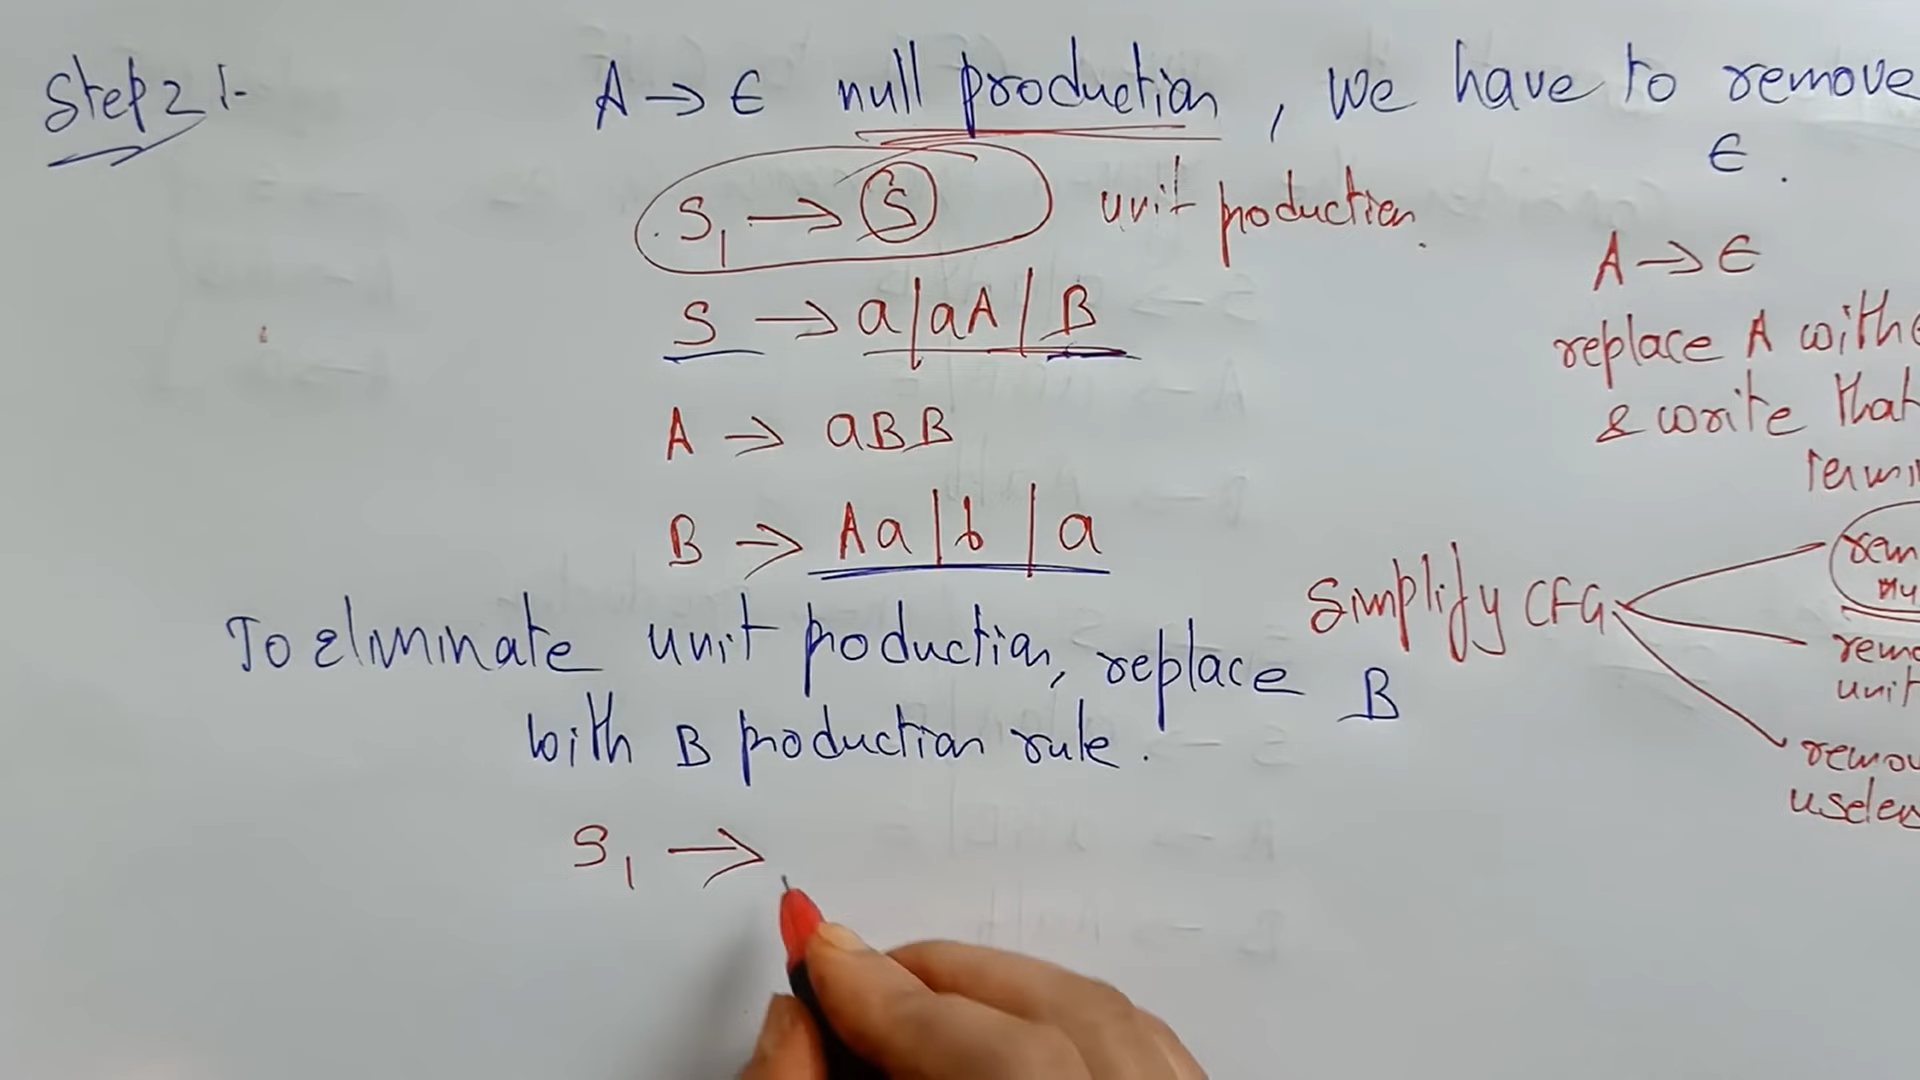 Step 2 :-
A → ϵ null production, we have to remove
ϵ.
S₁ → S unit production.
S → a | aA | B
A → aBB
B → Aa | b | a
A → ϵ
replace A with ϵ
& write that
To eliminate unit production, replace B
with B production rule.
S₁ →
Simplify CFG
unit